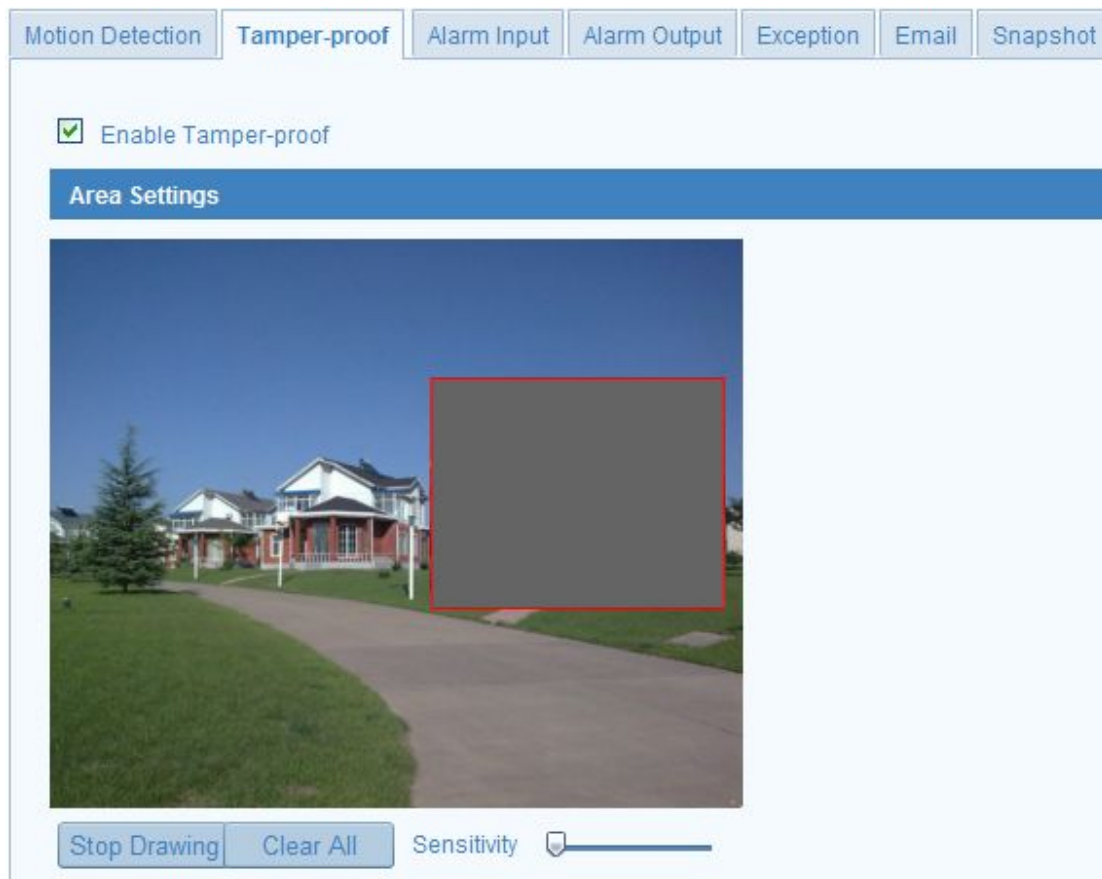 Motion Detection Tamper-proof Alarm Input Alarm Output Exception Email Snapshot
Enable Tamper-proof
Area Settings
Stop Drawing Clear All Sensitivity